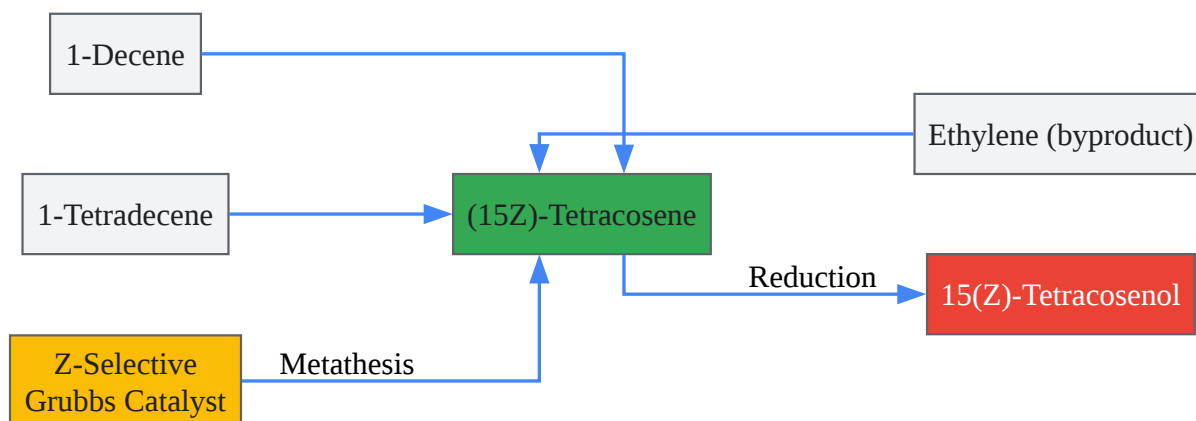 1-Decene
Ethylene (byproduct)
1-Tetradecene
(15Z)-Tetracosene
Reduction
15(Z)-Tetracosenol
Z-Selective
Grubbs Catalyst
Metathesis